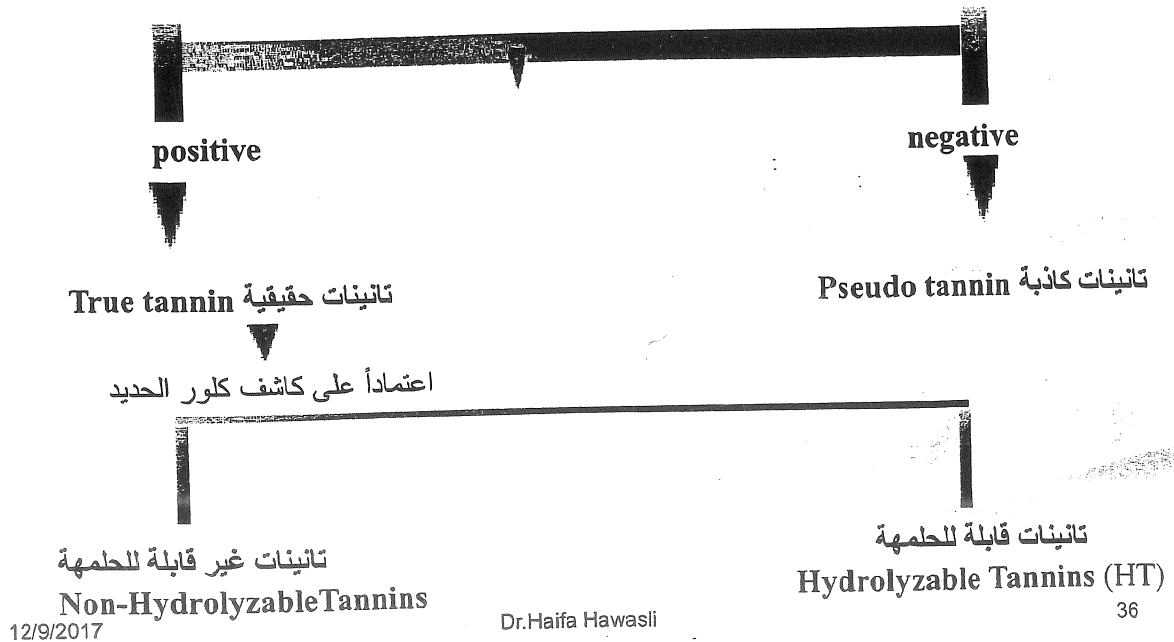 positive
negative
True tannin تانينات حقيقية
Pseudo tannin تانينات كاذبة
اعتماداً على كاشف كلور الحديد
تانينات غير قابلة للحلمهة
Non-HydrolyzableTannins
تانينات قابلة للحلمهة
Hydrolyzable Tannins (HT)
12/9/2017
Dr.Haifa Hawasli
36